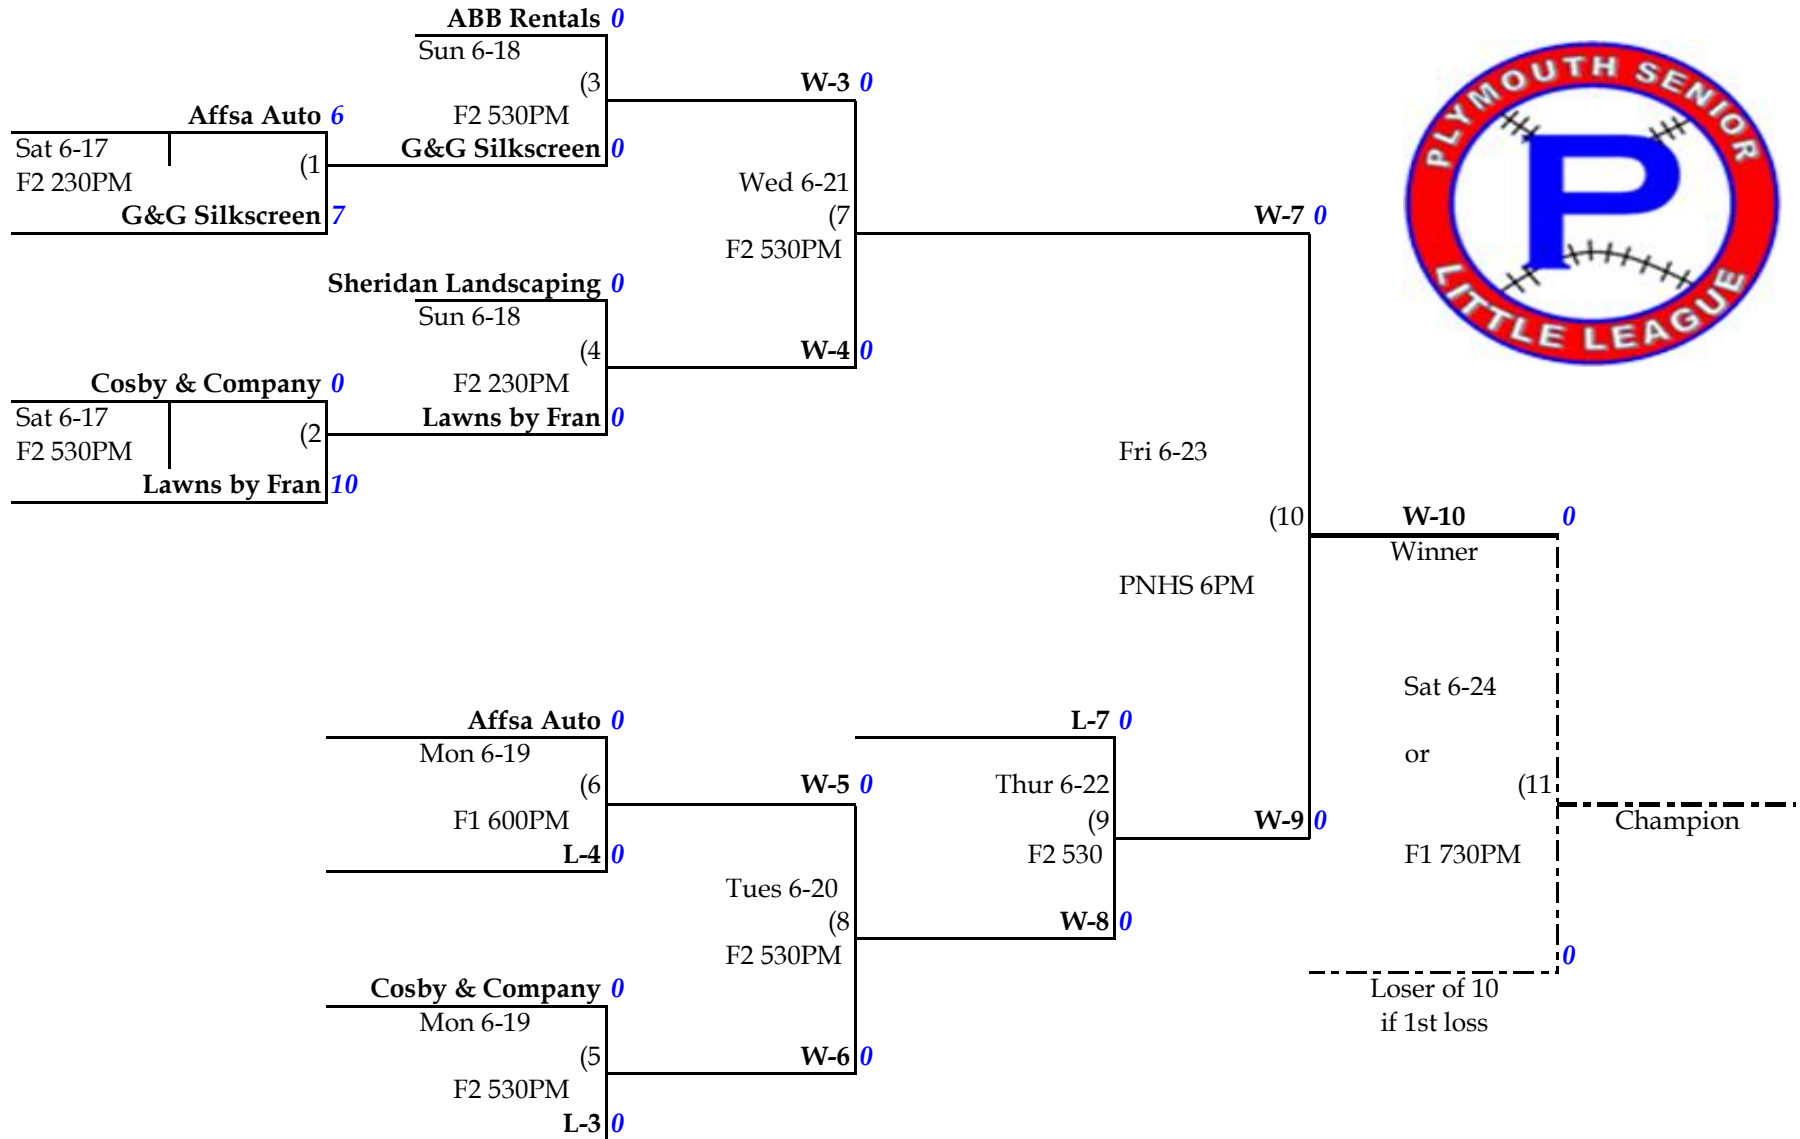 ABB Rentals 0
Sun 6-18
(3
F2 530PM
G&G Silkscreen 0
W-3 0
Affsa Auto 6
Sat 6-17
(1
F2 230PM
G&G Silkscreen 7
Wed 6-21
(7
F2 530PM
W-7 0
Sheridan Landscaping 0
Sun 6-18
(4
F2 230PM
Lawns by Fran 0
W-4 0
Cosby & Company 0
Sat 6-17
(2
F2 530PM
Lawns by Fran 10
Fri 6-23
(10
PNHS 6PM
W-10 0
Winner
Sat 6-24
or
(11
F1 730PM
Champion
0
Loser of 10
if 1st loss
Affsa Auto 0
Mon 6-19
(6
F1 600PM
L-4 0
W-5 0
L-7 0
Thur 6-22
(9
F2 530
W-9 0
W-8 0
Tues 6-20
(8
F2 530PM
Cosby & Company 0
Mon 6-19
(5
F2 530PM
L-3 0
W-6 0
PLYMOUTH SENIOR
P
LITTLE LEAGUE